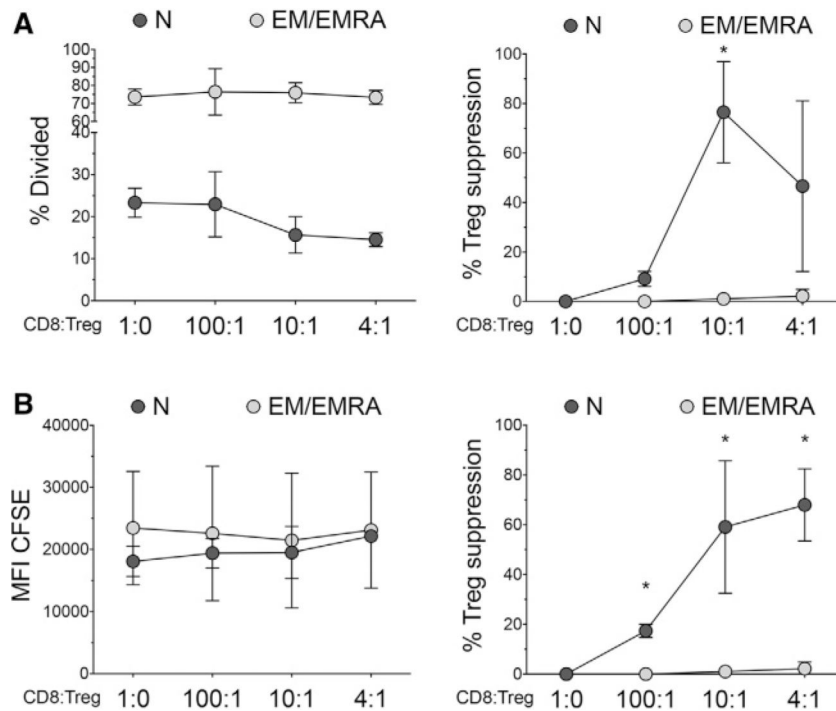 A
N EM/EMRA
% Divided
100
90
80
70
60
40
30
20
10
0
CD8:Treg 1:0 100:1 10:1 4:1
N EM/EMRA
% Treg suppression
100
80
60
40
20
0
*
CD8:Treg 1:0 100:1 10:1 4:1
B
N EM/EMRA
MFI CFSE
40000
30000
20000
10000
0
CD8:Treg 1:0 100:1 10:1 4:1
N EM/EMRA
% Treg suppression
100
80
60
40
20
0
* * *
CD8:Treg 1:0 100:1 10:1 4:1